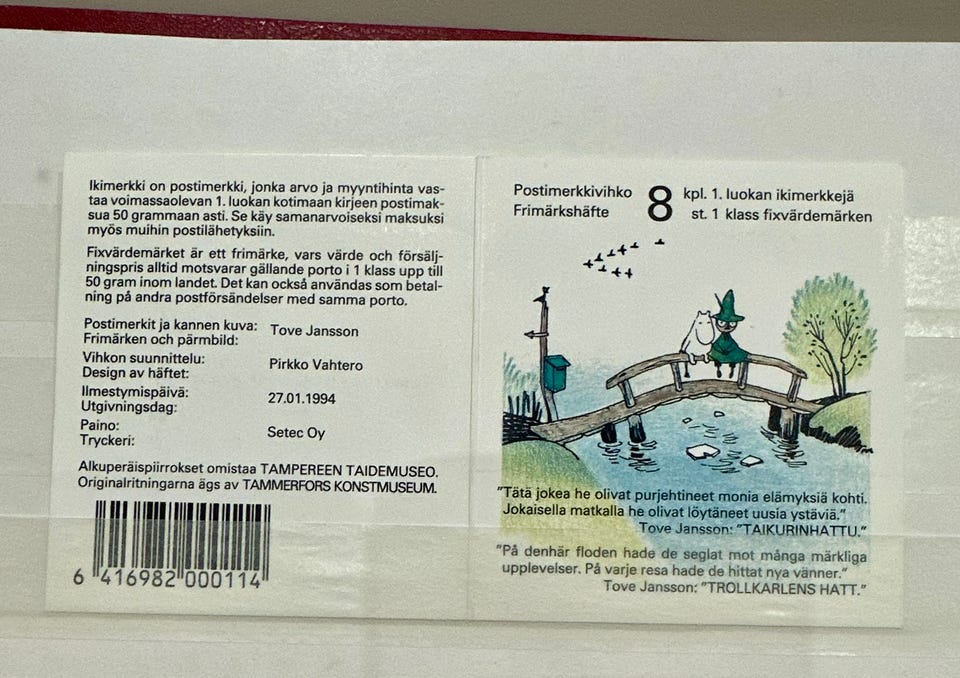 Ikimerkki on postimerkki, jonka arvo ja myyntihinta vas-
taa voimassaolevan 1. luokan kotimaan kirjeen postimak-
sua 50 grammaan asti. Se käy samanarvoiseksi maksuksi
myös muihin postilähetyksiin.
Fixvärdemärket är ett frimärke, vars värde och försälj-
ningspris alltid motsvarar gällande porto i 1 klass upp till
50 gram inom landet. Det kan också användas som betal-
ning på andra postförsändelser med samma porto.
Postimerkit ja kannen kuva: Tove Jansson
Frimärken och pärmbild:
Vihkon suunnittelu: Pirkko Vahtero
Design av häftet:
Ilmestymispäivä: 27.01.1994
Utgivningsdag:
Paino: Setec Oy
Tryckeri:
Alkuperäispiirrokset omistaa TAMPEREEN TAIDEMUSEO.
Originalritningarna ägs av TAMMERFORS KONSTMUSEUM.
6 416982 000114
Postimerkkivihko 8 kpl. 1. luokan ikimerkkejä
Frimärkshäfte st. 1 klass fixvärdemärken
"Tätä jokea he olivat purjehtineet monia elämyksiä kohti.
Jokaisella matkalla he olivat löytäneet uusia ystäviä."
Tove Jansson: "TAIKURINHATTU."
"På denhär floden hade de seglat mot många märkliga
upplevelser. På varje resa hade de hittat nya vänner."
Tove Jansson: "TROLLKARLENS HATT."